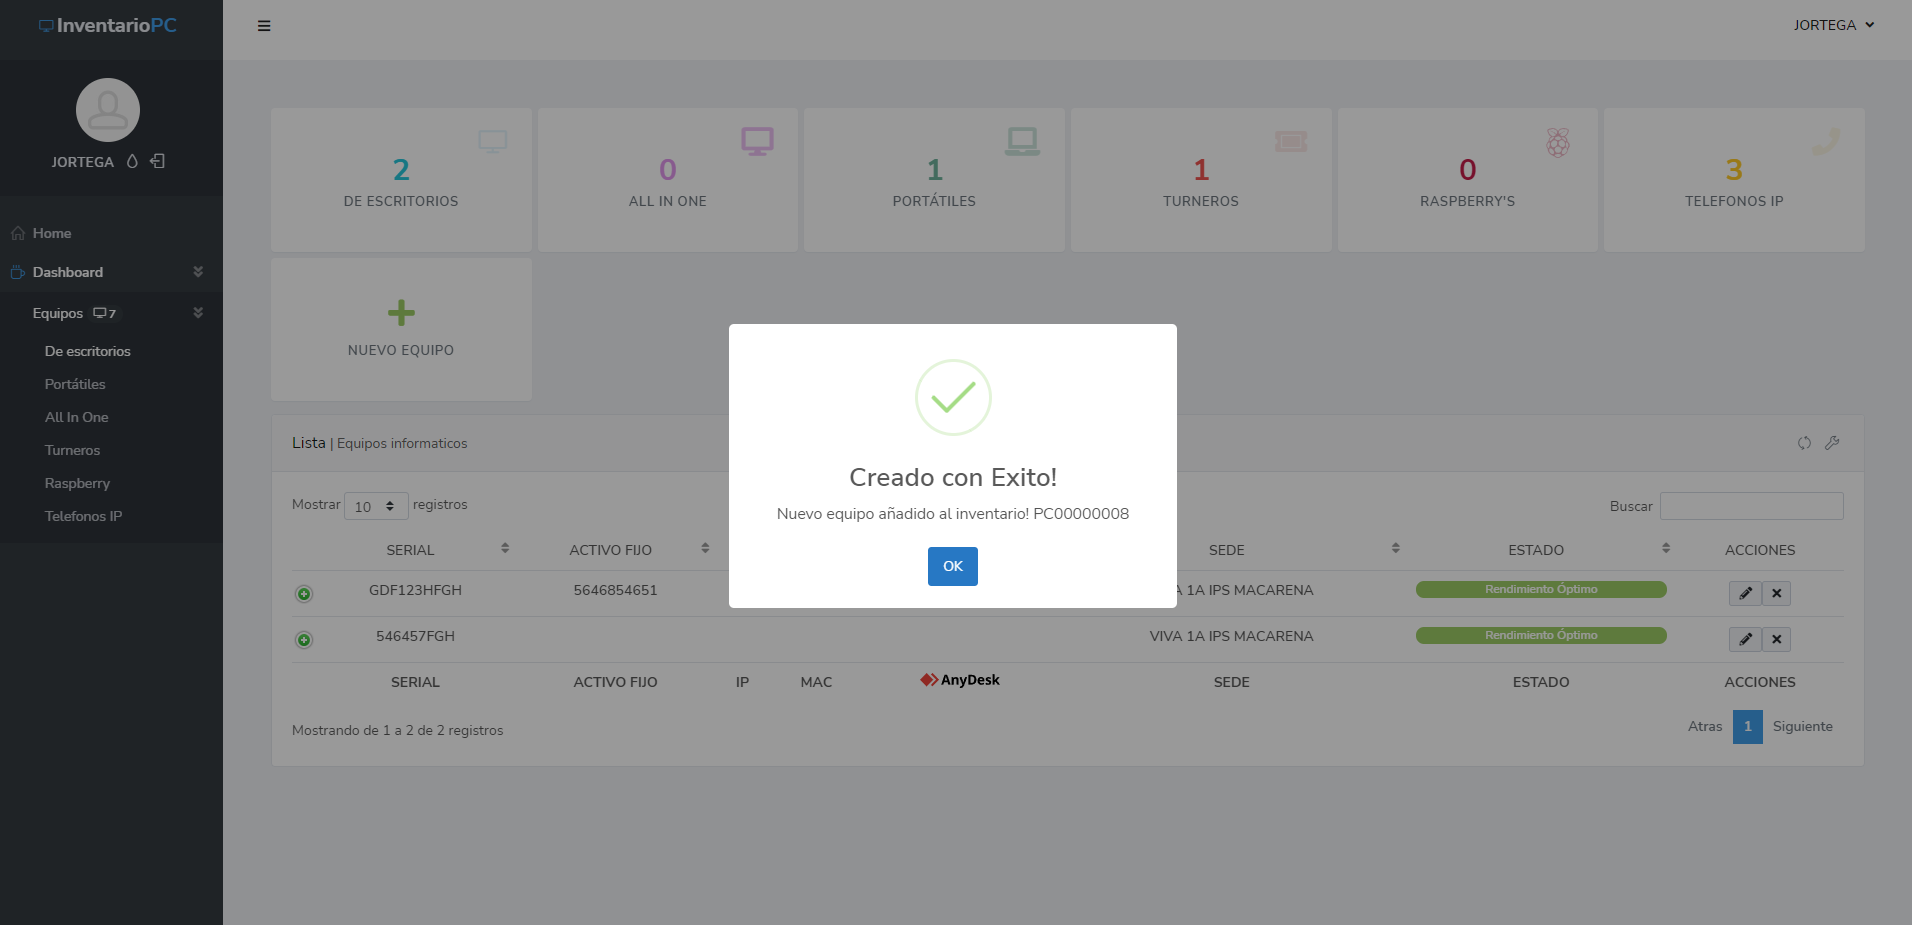 InventarioPC
JORTEGA
JORTEGA
Home
Dashboard
Equipos 7
De escritorios
Portátiles
All In One
Turneros
Raspberry
Telefonos IP
2
DE ESCRITORIOS
0
ALL IN ONE
1
PORTÁTILES
1
TURNEROS
0
RASPBERRY'S
3
TELEFONOS IP
NUEVO EQUIPO
Creado con Exito!
Nuevo equipo añadido al inventario! PC00000008
OK
Lista | Equipos informaticos
Mostrar 10 registros
Buscar
SERIAL ACTIVO FIJO SEDE ESTADO ACCIONES
GDF123HFGH 5646854651 1A IPS MACARENA Rendimiento Óptimo
546457FGH VIVA 1A IPS MACARENA Rendimiento Óptimo
SERIAL ACTIVO FIJO IP MAC AnyDesk SEDE ESTADO ACCIONES
Mostrando de 1 a 2 de 2 registros
Atras 1 Siguiente